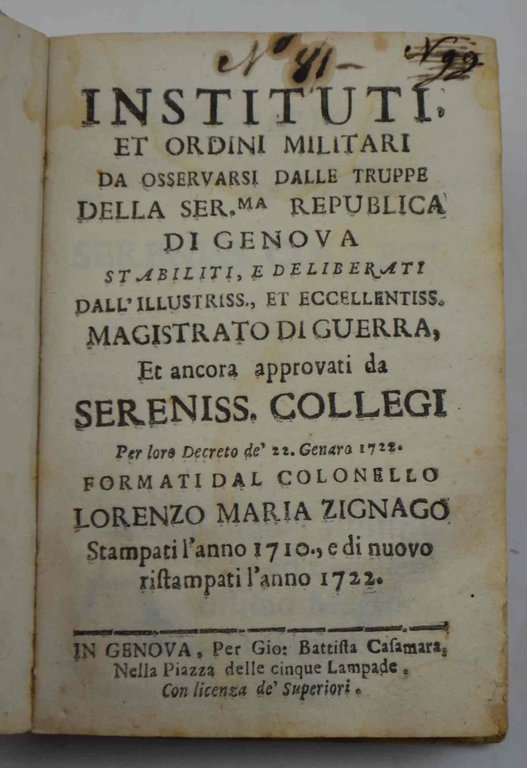 Nº 81-
Nº 92
INSTITUTI,
ET ORDINI MILITARI
DA OSSERVARSI DALLE TRUPPE
DELLA SER.MA REPUBLICA
DI GENOVA
STABILITI, E DELIBERATI
DALL'ILLUSTRISS., ET ECCELLENTISS.
MAGISTRATO DI GUERRA,
Et ancora approvati da
SERENISS. COLLEGI
Per loro Decreto de' 22. Genaro 1722.
FORMATI DAL COLONELLO
LORENZO MARIA ZIGNAGO
Stampati l'anno 1710., e di nuovo
riſtampati l'anno 1722.
IN GENOVA, Per Gio: Battiſta Caſamara,
Nella Piazza delle cinque Lampade.
Con licenza de' Superiori.